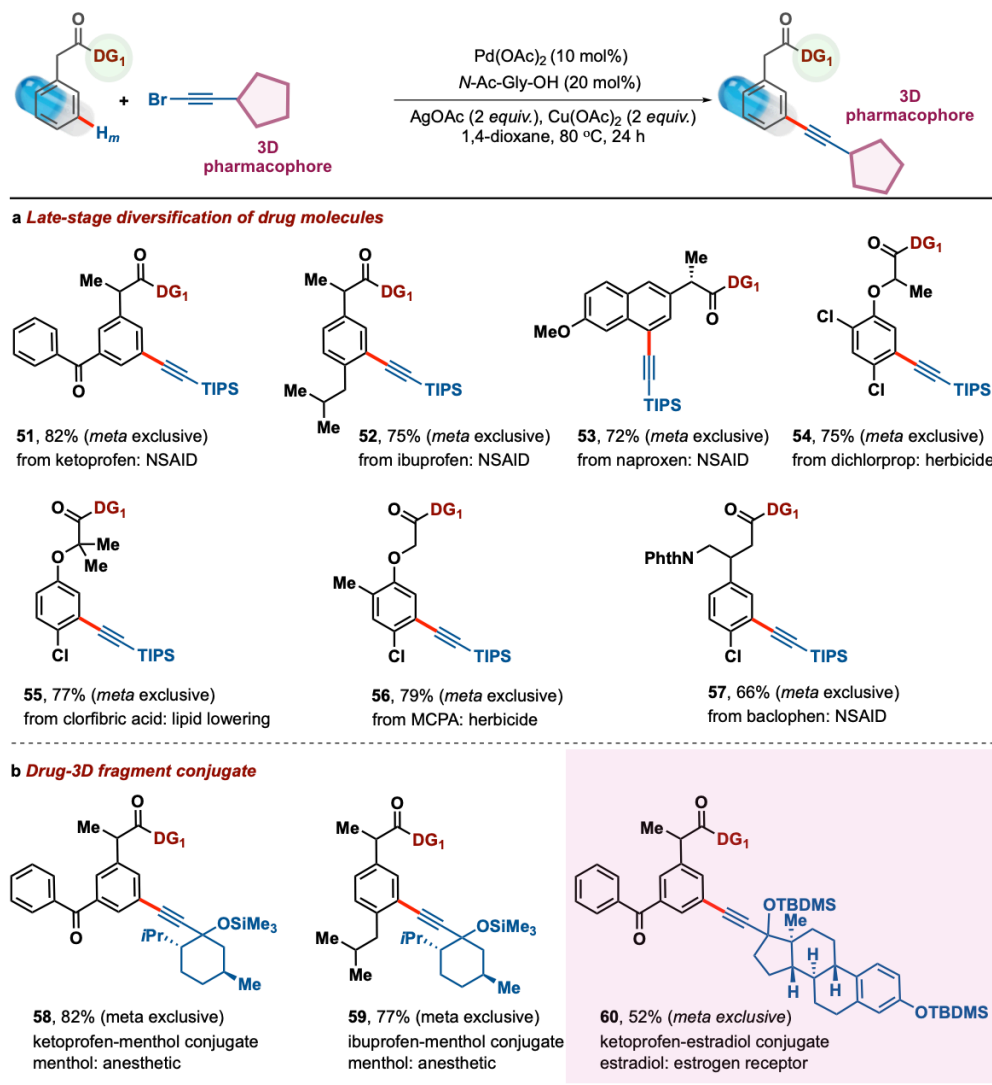 O
DG1
Hm
+
Br
3D
pharmacophore
Pd(OAc)2 (10 mol%)
N-Ac-Gly-OH (20 mol%)
AgOAc (2 equiv.), Cu(OAc)2 (2 equiv.)
1,4-dioxane, 80 ºC, 24 h
O
DG1
3D
pharmacophore
a Late-stage diversification of drug molecules
O
Me
DG1
O
TIPS
51, 82% (meta exclusive)
from ketoprofen: NSAID
O
Me
DG1
Me
Me
TIPS
52, 75% (meta exclusive)
from ibuprofen: NSAID
Me
DG1
O
MeO
TIPS
53, 72% (meta exclusive)
from naproxen: NSAID
O
DG1
O
Me
Cl
Cl
TIPS
54, 75% (meta exclusive)
from dichlorprop: herbicide
O
DG1
Me
O
Me
Cl
TIPS
55, 77% (meta exclusive)
from clorfibric acid: lipid lowering
O
DG1
O
Me
Cl
TIPS
56, 79% (meta exclusive)
from MCPA: herbicide
O
DG1
PhthN
Cl
TIPS
57, 66% (meta exclusive)
from baclophen: NSAID
b Drug-3D fragment conjugate
O
Me
DG1
O
OSiMe3
iPr
Me
58, 82% (meta exclusive)
ketoprofen-menthol conjugate
menthol: anesthetic
O
Me
DG1
OSiMe3
iPr
Me
Me
Me
59, 77% (meta exclusive)
ibuprofen-menthol conjugate
menthol: anesthetic
O
Me
DG1
O
OTBDMS
Me
H
H
H
OTBDMS
60, 52% (meta exclusive)
ketoprofen-estradiol conjugate
estradiol: estrogen receptor